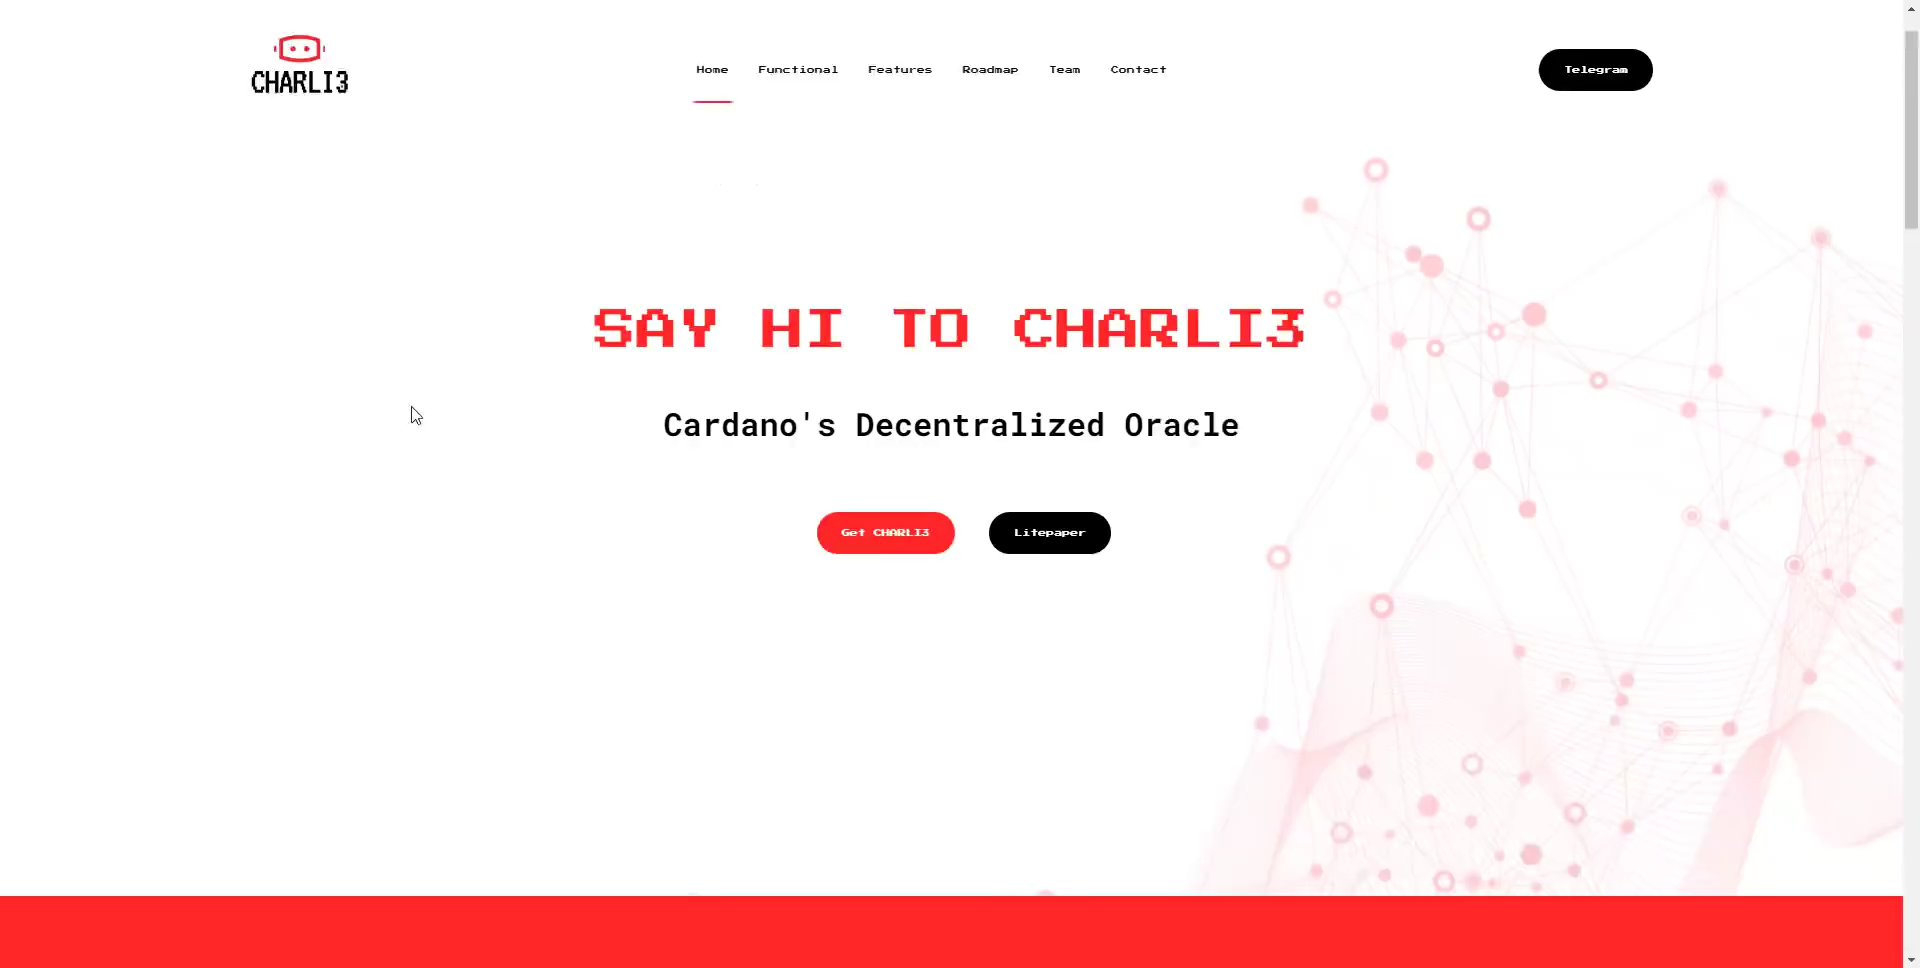 CHARLI3
Home Functional Features Roadmap Team Contact
Telegram
SAY HI TO CHARLI3
Cardano's Decentralized Oracle
Get CHARLI3
Litepaper